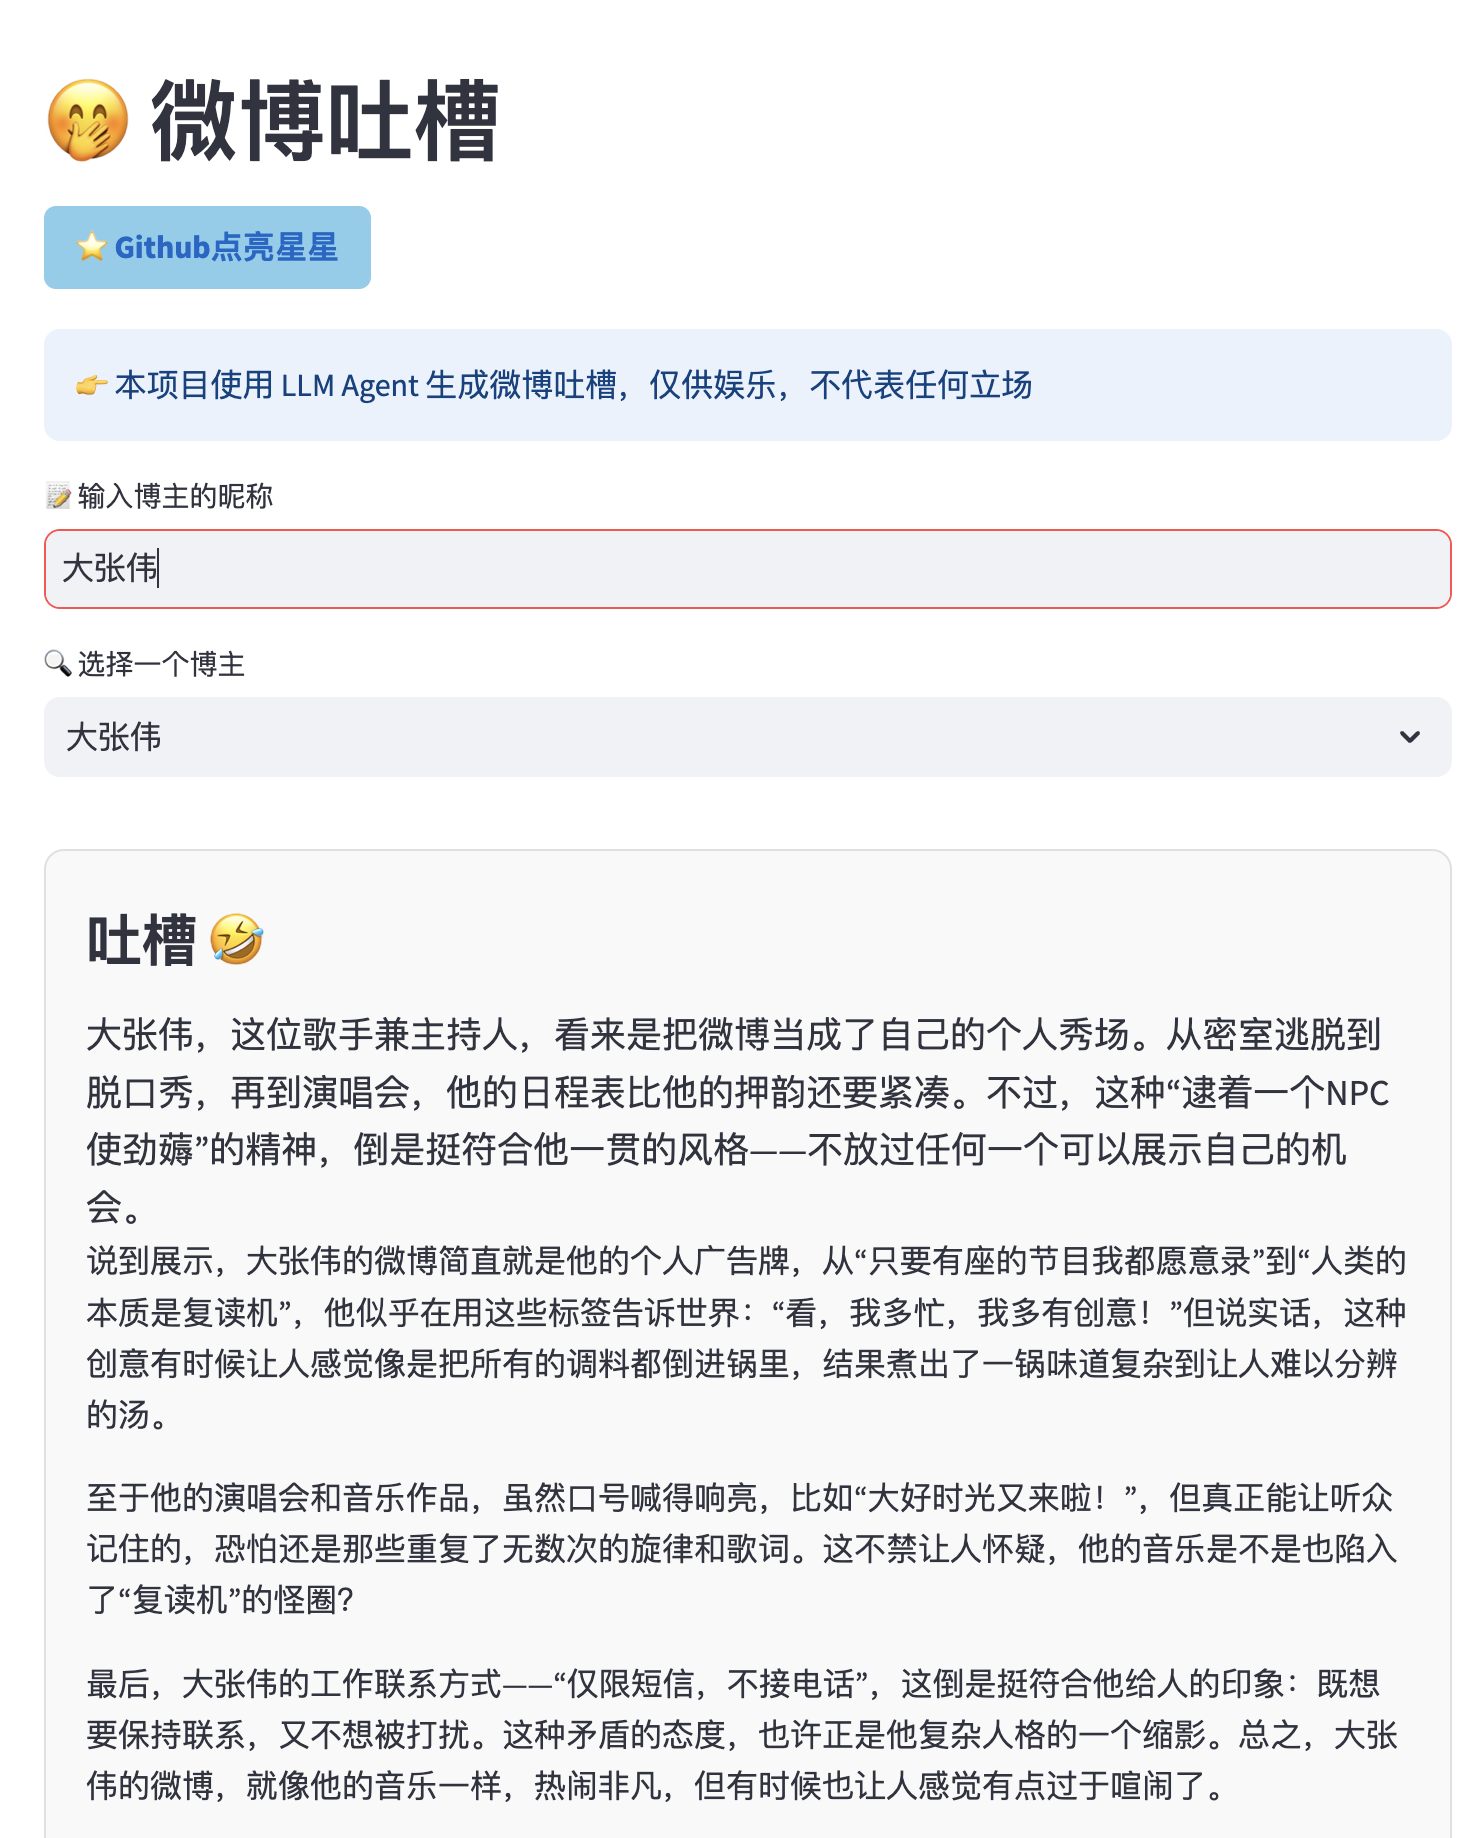 🤭 微博吐槽
⭐ Github点亮星星
👉 本项目使用 LLM Agent 生成微博吐槽，仅供娱乐，不代表任何立场
📝 输入博主的昵称
大张伟
🔍 选择一个博主
大张伟
吐槽 🤣
大张伟，这位歌手兼主持人，看来是把微博当成了自己的个人秀场。从密室逃脱到
脱口秀，再到演唱会，他的日程表比他的押韵还要紧凑。不过，这种“逮着一个NPC
使劲薅”的精神，倒是挺符合他一贯的风格——不放过任何一个可以展示自己的机
会。
说到展示，大张伟的微博简直就是他的个人广告牌，从“只要有座的节目我都愿意录”到“人类的
本质是复读机”，他似乎在用这些标签告诉世界：“看，我多忙，我多有创意！”但说实话，这种
创意有时候让人感觉像是把所有的调料都倒进锅里，结果煮出了一锅味道复杂到让人难以分辨
的汤。
至于他的演唱会和音乐作品，虽然口号喊得响亮，比如“大好时光又来啦！”，但真正能让听众
记住的，恐怕还是那些重复了无数次的旋律和歌词。这不禁让人怀疑，他的音乐是不是也陷入
了“复读机”的怪圈？
最后，大张伟的工作联系方式——“仅限短信，不接电话”，这倒是挺符合他给人的印象：既想
要保持联系，又不想被打扰。这种矛盾的态度，也许正是他复杂人格的一个缩影。总之，大张
伟的微博，就像他的音乐一样，热闹非凡，但有时候也让人感觉有点过于喧闹了。